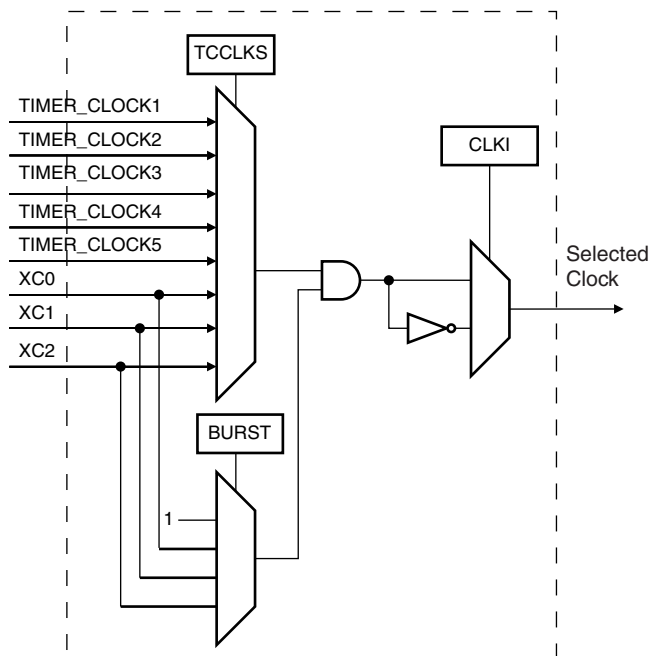 TCCLKS
TIMER_CLOCK1
TIMER_CLOCK2
TIMER_CLOCK3
TIMER_CLOCK4
TIMER_CLOCK5
XC0
XC1
XC2
CLKI
Selected
Clock
BURST
1